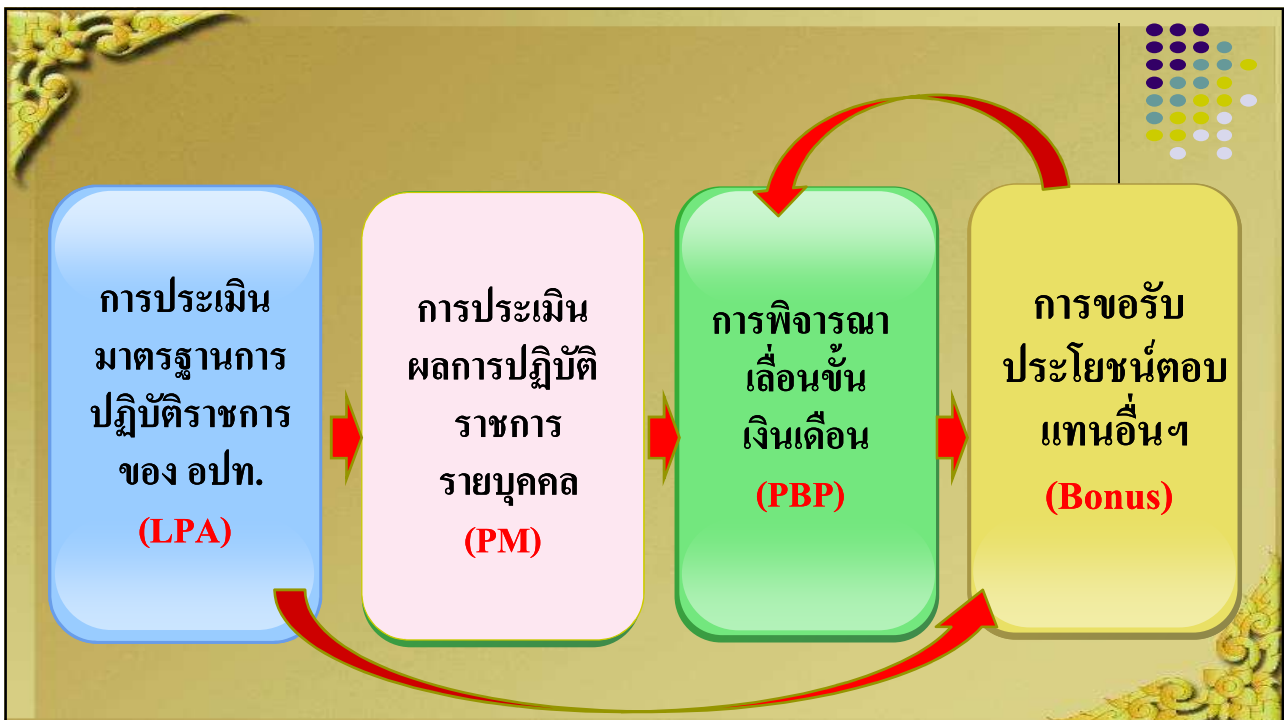 การประเมิน
มาตรฐานการ
ปฏิบัติราชการ
ของ อปท.
(LPA)
การประเมิน
ผลการปฏิบัติ
ราชการ
รายบุคคล
(PM)
การพิจารณา
เลื่อนขั้น
เงินเดือน
(PBP)
การขอรับ
ประโยชน์ตอบ
แทนอื่นฯ
(Bonus)